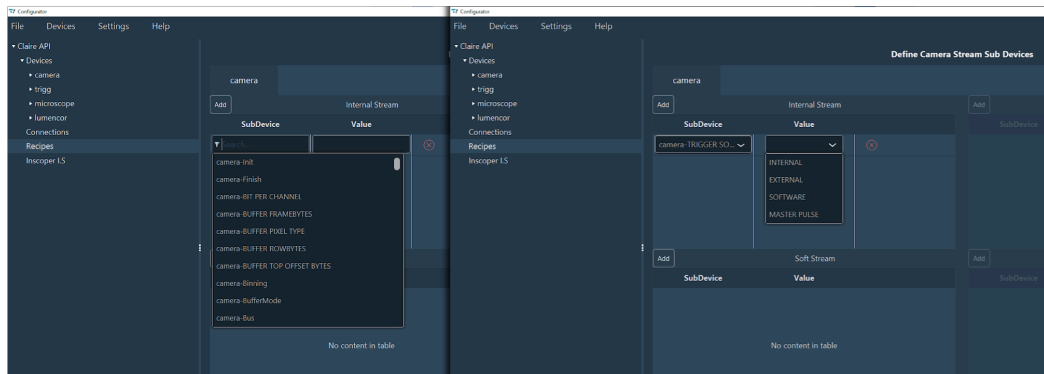 Configurator
File Devices Settings Help
Claire API
Devices
camera
trigg
microscope
lumencor
Connections
Recipes
Inscoper I.S
camera
Add Internal Stream
SubDevice Value
Search...
camera-Init
camera-Finish
camera-BIT PER CHANNEL
camera-BUFFER FRAMEBYTES
camera-BUFFER PIXEL TYPE
camera-BUFFER ROWBYTES
camera-BUFFER TOP OFFSET BYTES
camera-Binning
camera-BufferMode
camera-Bus
No content in table
Configurator
File Devices Settings Help
Claire API
Devices
camera
trigg
microscope
lumencor
Connections
Recipes
Inscoper I.S
Define Camera Stream Sub Devices
camera
Add Internal Stream Add
SubDevice Value SubDevice
camera-TRIGGER SO...
INTERNAL
EXTERNAL
SOFTWARE
MASTER PULSE
Add Soft Stream Add
SubDevice Value SubDevice
No content in table